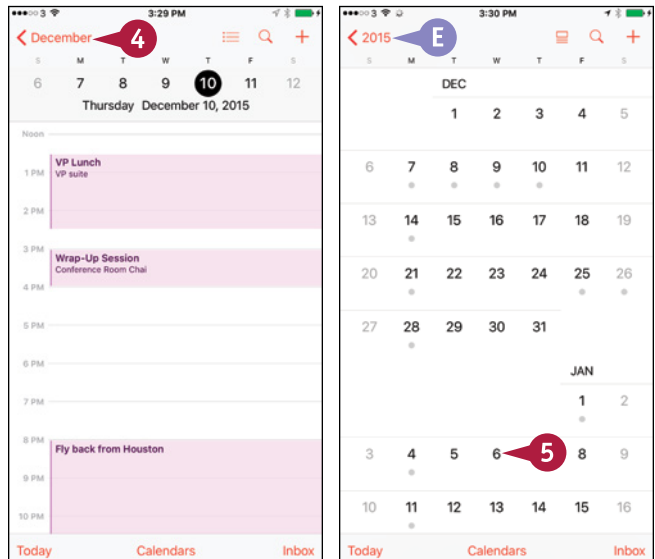 3 3:29 PM
December 4
S M T W T F S
6 7 8 9 10 11 12
Thursday December 10, 2015
Noon
VP Lunch
1 PM VP suite
2 PM
3 PM
Wrap-Up Session
Conference Room Chai
4 PM
5 PM
6 PM
7 PM
8 PM
Fly back from Houston
9 PM
10 PM
Today Calendars Inbox
3 3:30 PM
2015 E
S M T W T F S
DEC
1 2 3 4 5
6 7 8 9 10 11 12
13 14 15 16 17 18 19
20 21 22 23 24 25 26
27 28 29 30 31
JAN
1 2
3 4 5 6 5 8 9
10 11 12 13 14 15 16
Today Calendars Inbox